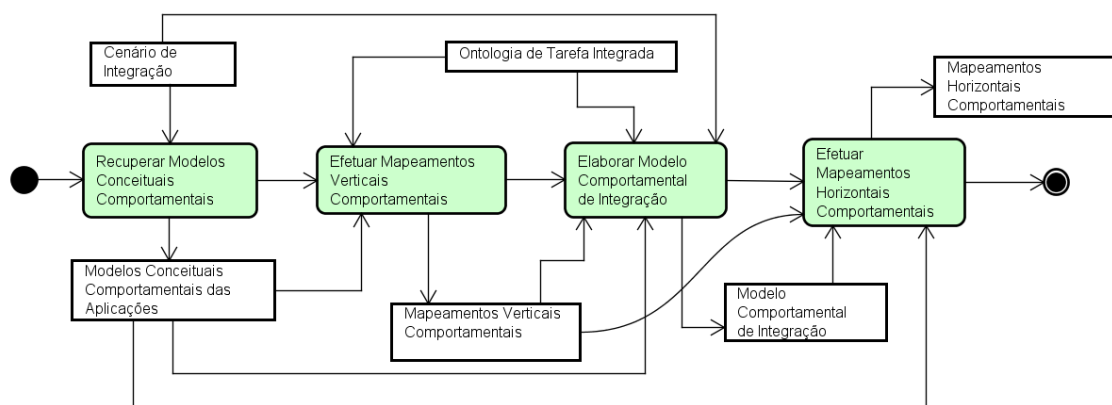 Cenário de
Integração
Ontologia de Tarefa Integrada
Mapeamentos
Horizontais
Comportamentais
Recuperar Modelos
Conceituais
Comportamentais
Efetuar Mapeamentos
Verticais
Comportamentais
Elaborar Modelo
Comportamental
de Integração
Efetuar
Mapeamentos
Horizontais
Comportamentais
Modelos Conceituais
Comportamentais das
Aplicações
Mapeamentos Verticais
Comportamentais
Modelo
Comportamental
de Integração